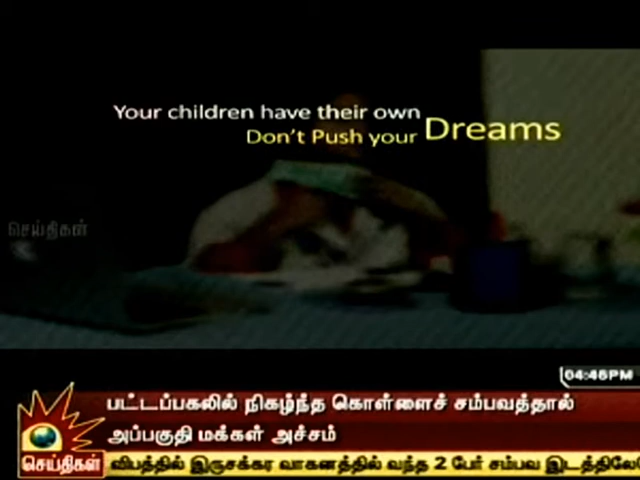 Your children have their own
Don't Push your Dreams
செய்திகள்
04:46PM
பட்டப்பகலில் நிகழ்ந்த கொள்ளைச் சம்பவத்தால்
அப்பகுதி மக்கள் அச்சம்
செய்திகள்
விபத்தில் இருசக்கர வாகனத்தில் வந்த 2 பேர் சம்பவ